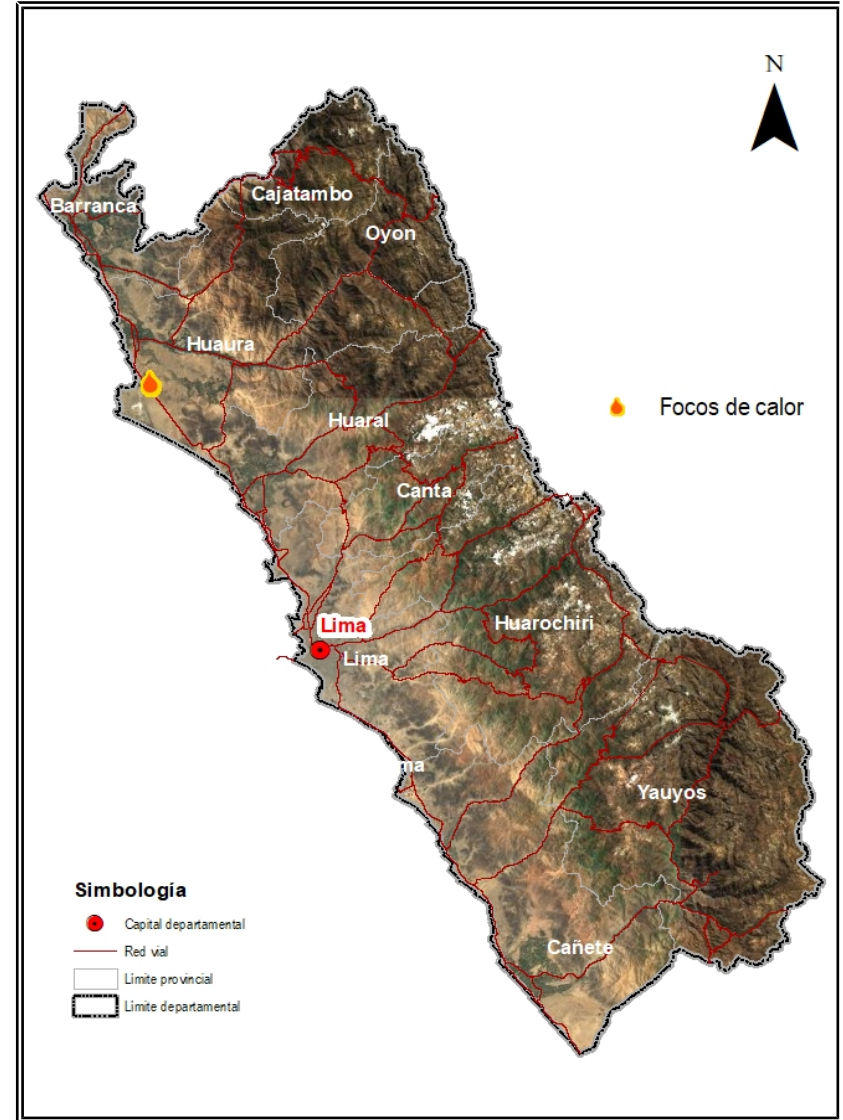 N
Cajatambo
Barranca
Oyon
Huaura
Focos de calor
Huaral
Canta
Lima
Huarochiri
Lima
ma
Yauyos
Simbología
Capital departamental
Red vial
Limite provincial
Limite departamental
Cañete